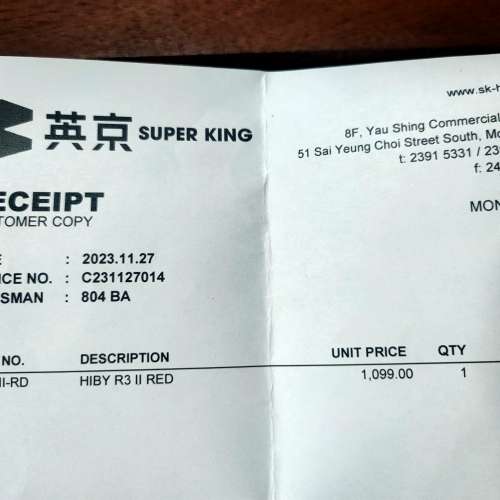 英京 SUPER KING
www.sk-h
8F, Yau Shing Commercial
51 Sai Yeung Choi Street South, Mo
t: 2391 5331 / 239
f: 24
ECEIPT
TOMER COPY
MON
E : 2023.11.27
ICE NO. : C231127014
SMAN : 804 BA
NO. DESCRIPTION UNIT PRICE QTY
II-RD HIBY R3 II RED 1,099.00 1